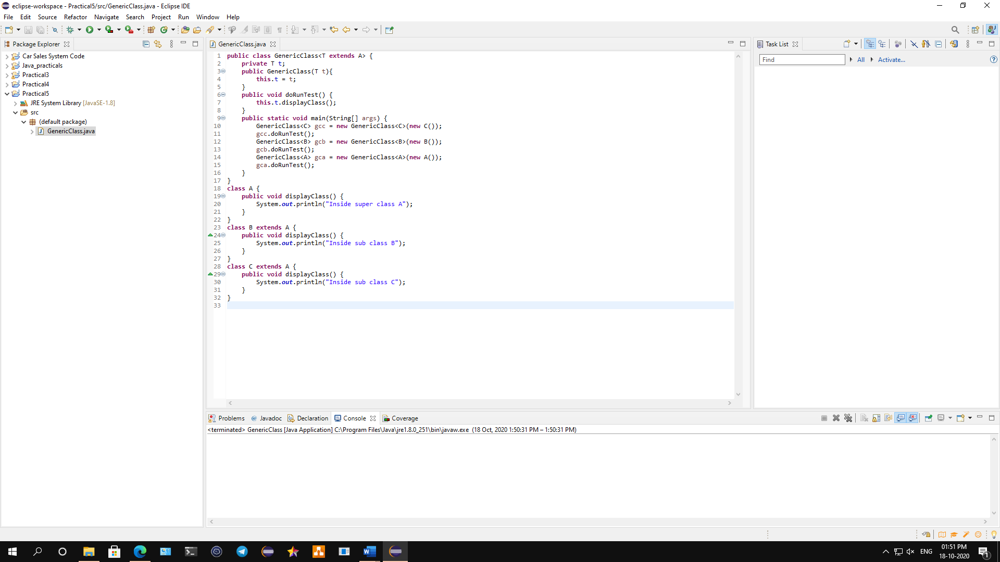 eclipse-workspace - Practical5/src/GenericClass.java - Eclipse IDE
File Edit Source Refactor Navigate Search Project Run Window Help
Package Explorer
Car Sales System Code
Java_practicals
Practical3
Practical4
Practical5
JRE System Library [JavaSE-1.8]
src
(default package)
GenericClass.java
GenericClass.java
1 public class GenericClass<T extends A> {
2 private T t;
3 public GenericClass(T t){
4 this.t = t;
5 }
6 public void doRunTest() {
7 this.t.displayClass();
8 }
9 public static void main(String[] args) {
10 GenericClass<C> gcc = new GenericClass<C>(new C());
11 gcc.doRunTest();
12 GenericClass<B> gcb = new GenericClass<B>(new B());
13 gcb.doRunTest();
14 GenericClass<A> gca = new GenericClass<A>(new A());
15 gca.doRunTest();
16 }
17 }
18 class A {
19 public void displayClass() {
20 System.out.println("Inside super class A");
21 }
22 }
23 class B extends A {
24 public void displayClass() {
25 System.out.println("Inside sub class B");
26 }
27 }
28 class C extends A {
29 public void displayClass() {
30 System.out.println("Inside sub class C");
31 }
32 }
33
Task List
Find All Activate...
Problems Javadoc Declaration Console Coverage
<terminated> GenericClass [Java Application] C:\Program Files\Java\jre1.8.0_251\bin\javaw.exe (18 Oct, 2020 1:50:31 PM – 1:50:31 PM)
ENG
01:51 PM
18-10-2020
1